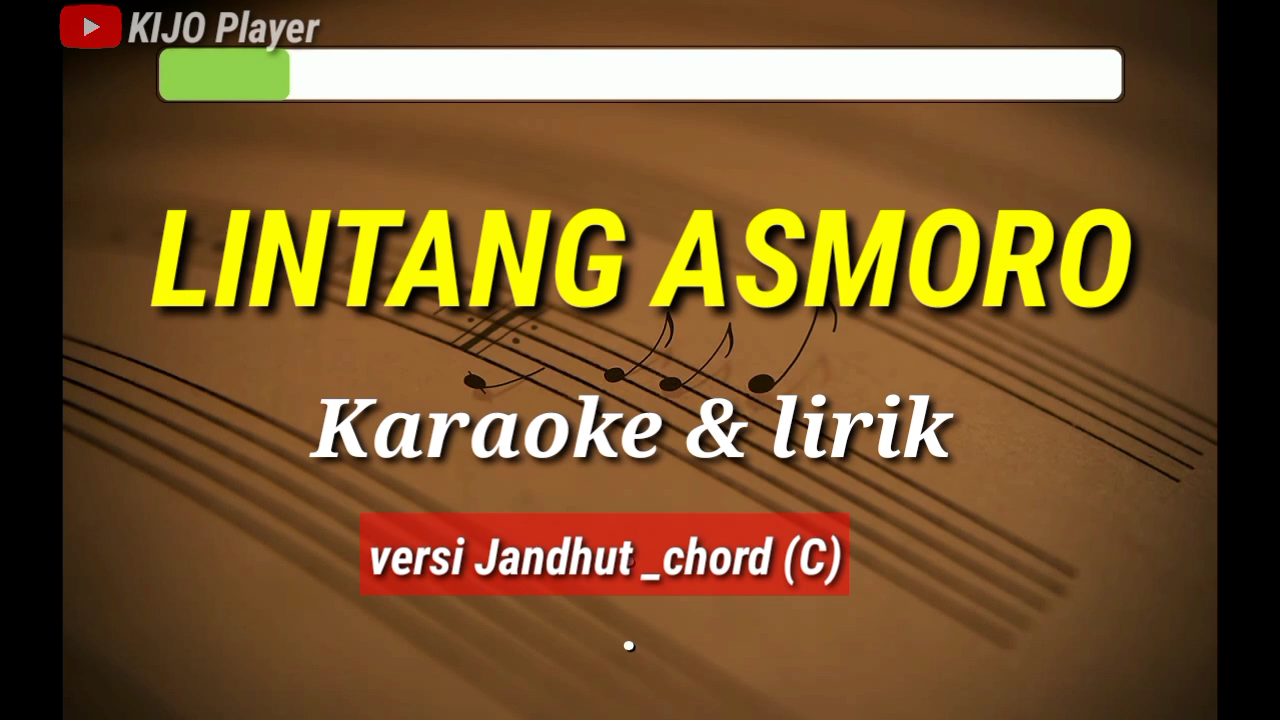 KIJO Player
LINTANG ASMORO
Karaoke & lirik
versi Jandhut _chord (C)
.